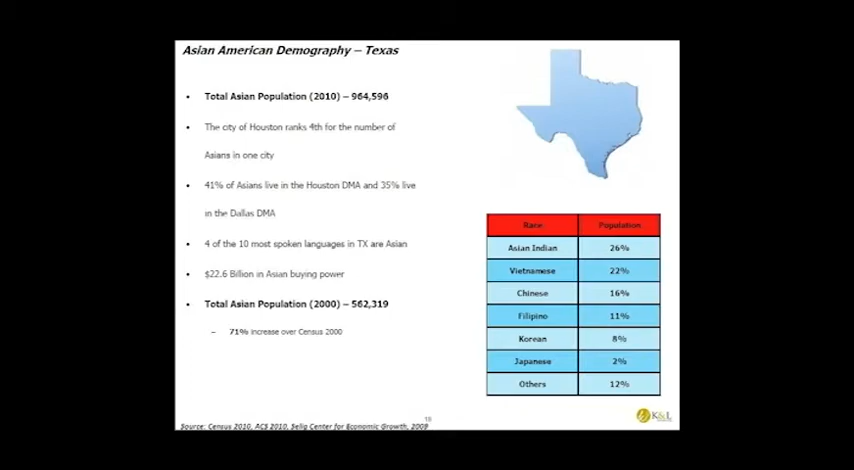 Asian American Demography – Texas
• Total Asian Population (2010) – 964,596
• The city of Houston ranks 4th for the number of
Asians in one city
• 41% of Asians live in the Houston DMA and 35% live
in the Dallas DMA
• 4 of the 10 most spoken languages in TX are Asian
• $22.6 Billion in Asian buying power
• Total Asian Population (2000) – 562,319
– 71% increase over Census 2000
Race Population
Asian Indian 26%
Vietnamese 22%
Chinese 16%
Filipino 11%
Korean 8%
Japanese 2%
Others 12%
K&L
Source: Census 2010, ACS 2010, Selig Center for Economic Growth, 2009